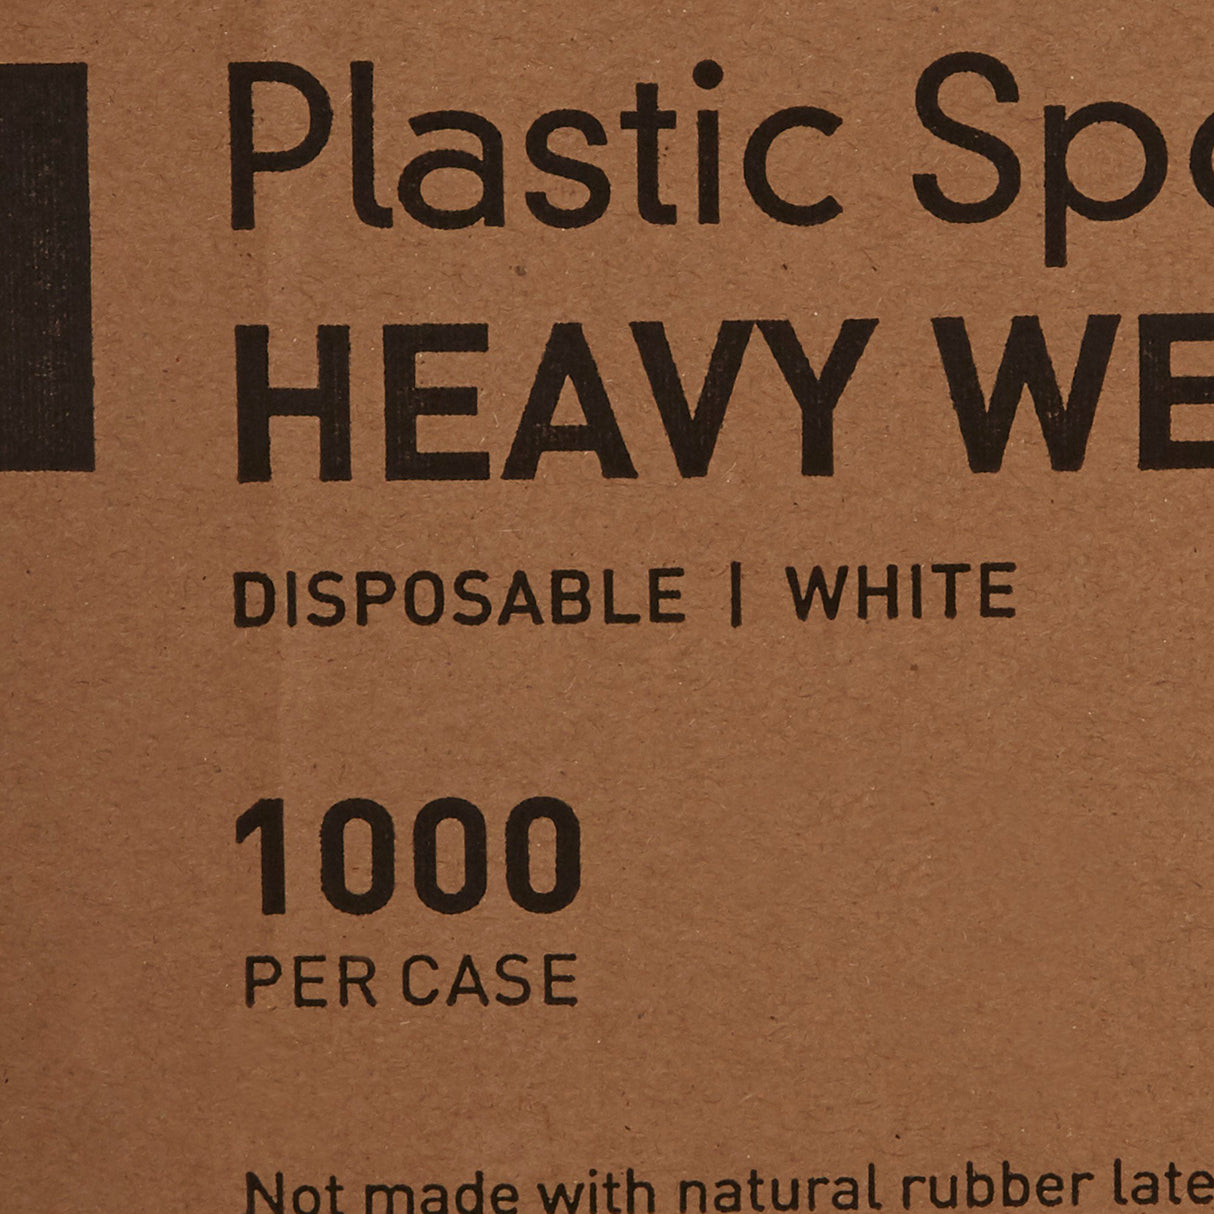 Plastic Spo
HEAVY WE
DISPOSABLE | WHITE
1000
PER CASE
Not made with natural rubber late